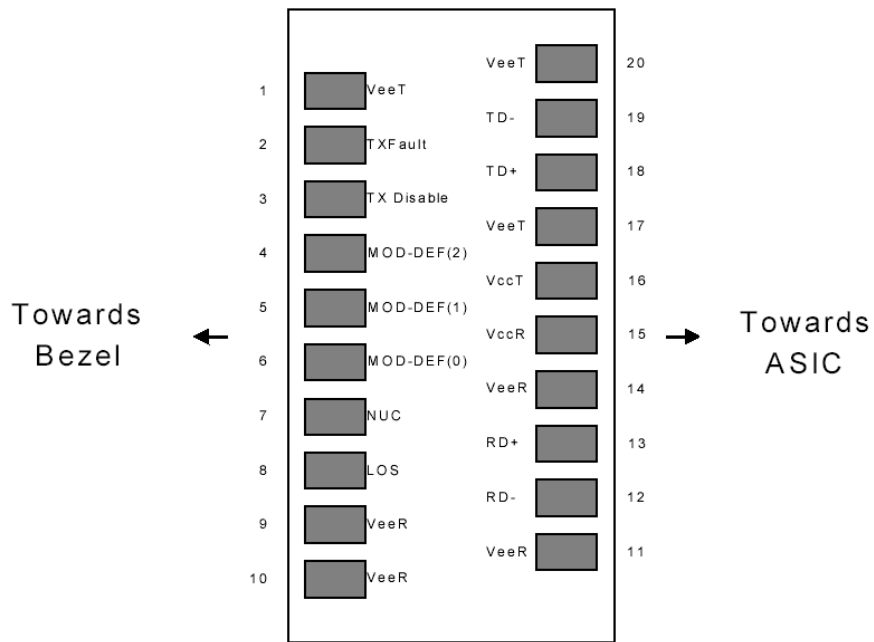 VeeT 20
1 VeeT
TD- 19
2 TXFault
TD+ 18
3 TX Disable
VeeT 17
4 MOD-DEF(2)
VccT 16
5 MOD-DEF(1)
Towards
Bezel
VccR 15
Towards
ASIC
6 MOD-DEF(0)
VeeR 14
7 NUC
RD+ 13
8 LOS
RD- 12
9 VeeR
VeeR 11
10 VeeR